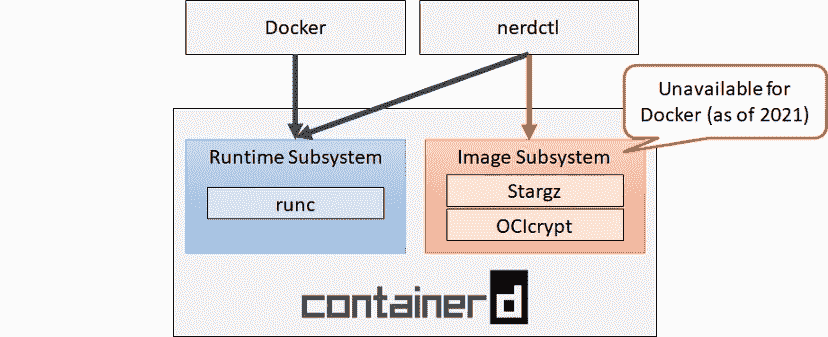 Docker
nerdctl
Unavailable for
Docker (as of 2021)
Runtime Subsystem
Image Subsystem
runc
Stargz
OCIcrypt
containerd